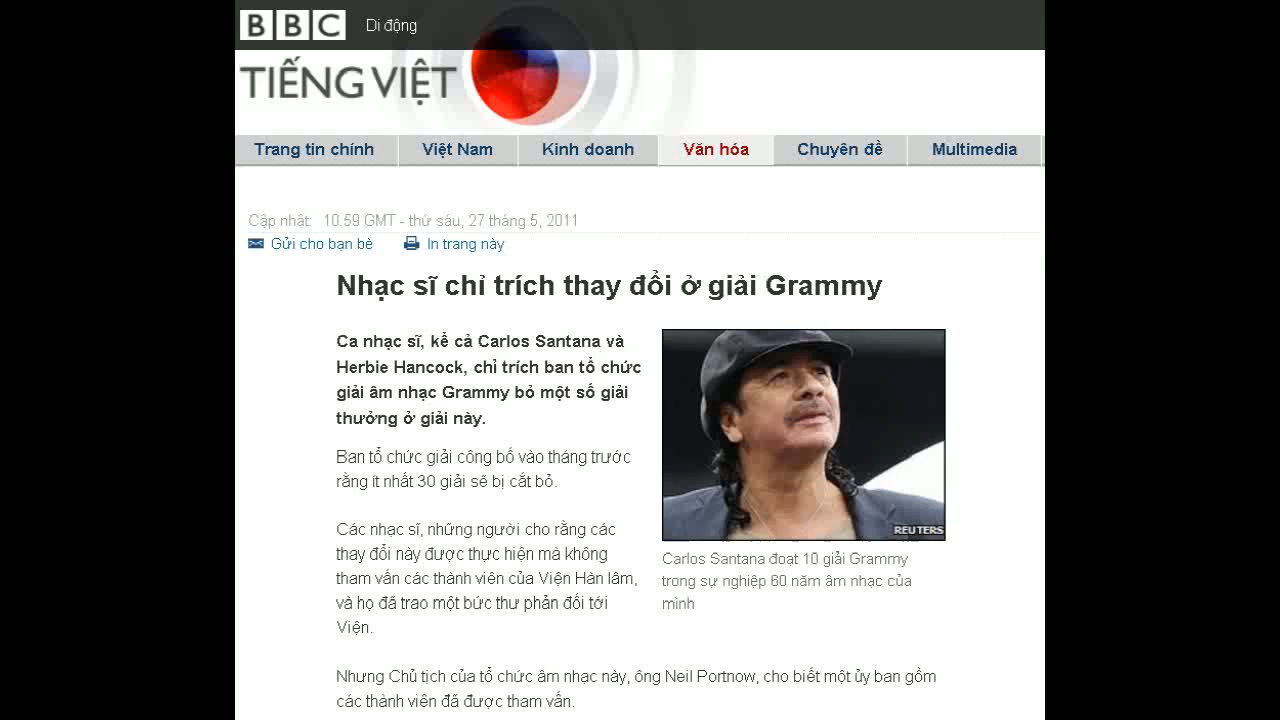 BBC Di động
TIẾNG VIỆT
Trang tin chính Việt Nam Kinh doanh Văn hóa Chuyên đề Multimedia
Cập nhật: 10.59 GMT - thứ sáu, 27 tháng 5, 2011
Gửi cho bạn bè In trang này
Nhạc sĩ chỉ trích thay đổi ở giải Grammy
Ca nhạc sĩ, kể cả Carlos Santana và
Herbie Hancock, chỉ trích ban tổ chức
giải âm nhạc Grammy bỏ một số giải
thưởng ở giải này.
Ban tổ chức giải công bố vào tháng trước
rằng ít nhất 30 giải sẽ bị cắt bỏ.
Các nhạc sĩ, những người cho rằng các
thay đổi này được thực hiện mà không
tham vấn các thành viên của Viện Hàn lâm,
và họ đã trao một bức thư phản đối tới
Viện.
REUTERS
Carlos Santana đoạt 10 giải Grammy
trong sự nghiệp 60 năm âm nhạc của
mình
Nhưng Chủ tịch của tổ chức âm nhạc này, ông Neil Portnow, cho biết một ủy ban gồm
các thành viên đã được tham vấn.